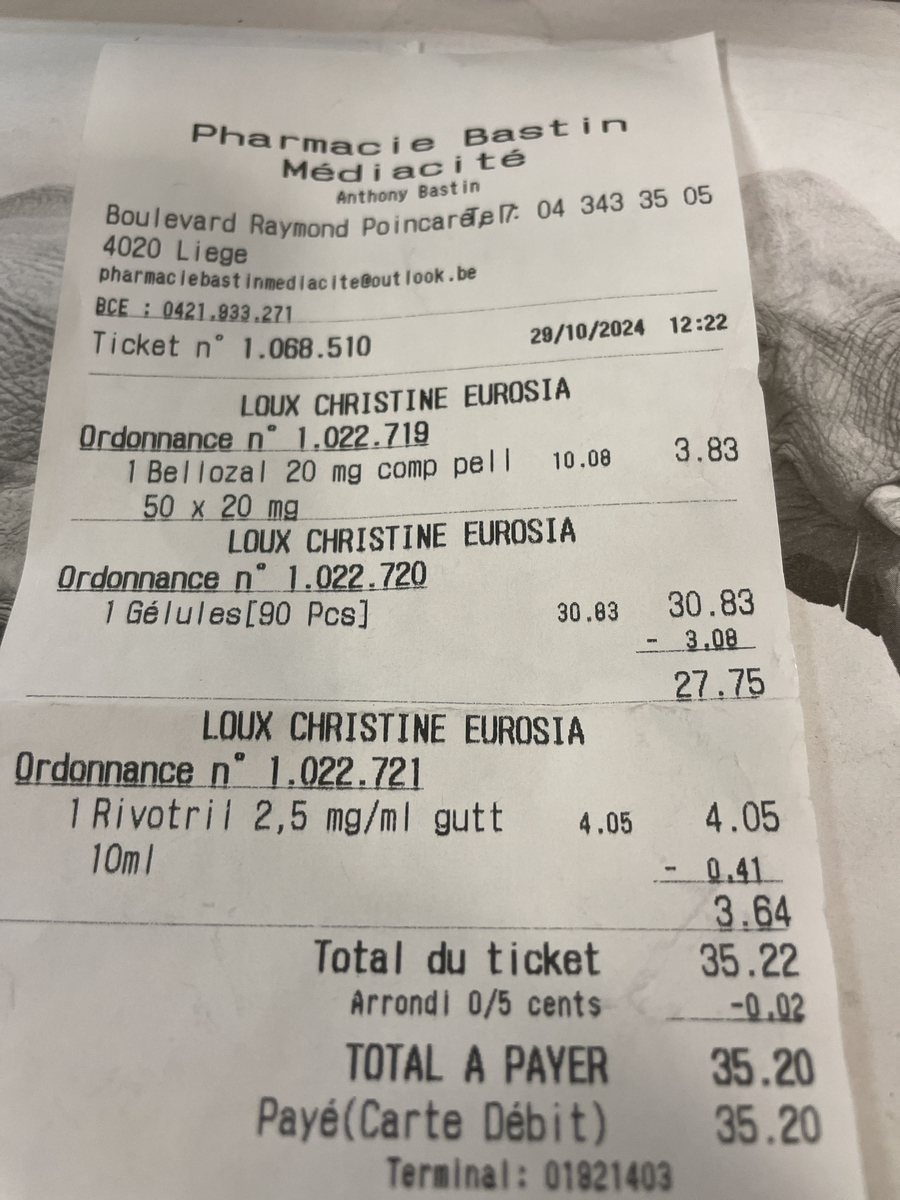 Pharmacie Bastin
Médiacité
Anthony Bastin
Boulevard Raymond Poincaré 7 Tel: 04 343 35 05
4020 Liege
pharmaciebastinmediacite@outlook.be
BCE : 0421.933.271
Ticket n° 1.068.510 29/10/2024 12:22
LOUX CHRISTINE EUROSIA
Ordonnance n° 1.022.719
1 Bellozal 20 mg comp pell 10.08 3.83
50 x 20 mg
LOUX CHRISTINE EUROSIA
Ordonnance n° 1.022.720
1 Gélules[90 Pcs] 30.83 30.83
- 3.08
27.75
LOUX CHRISTINE EUROSIA
Ordonnance n° 1.022.721
1 Rivotril 2,5 mg/ml gutt 4.05 4.05
10ml - 0.41
3.64
Total du ticket 35.22
Arrondi 0/5 cents -0.02
TOTAL A PAYER 35.20
Payé(Carte Débit) 35.20
Terminal: 01821403